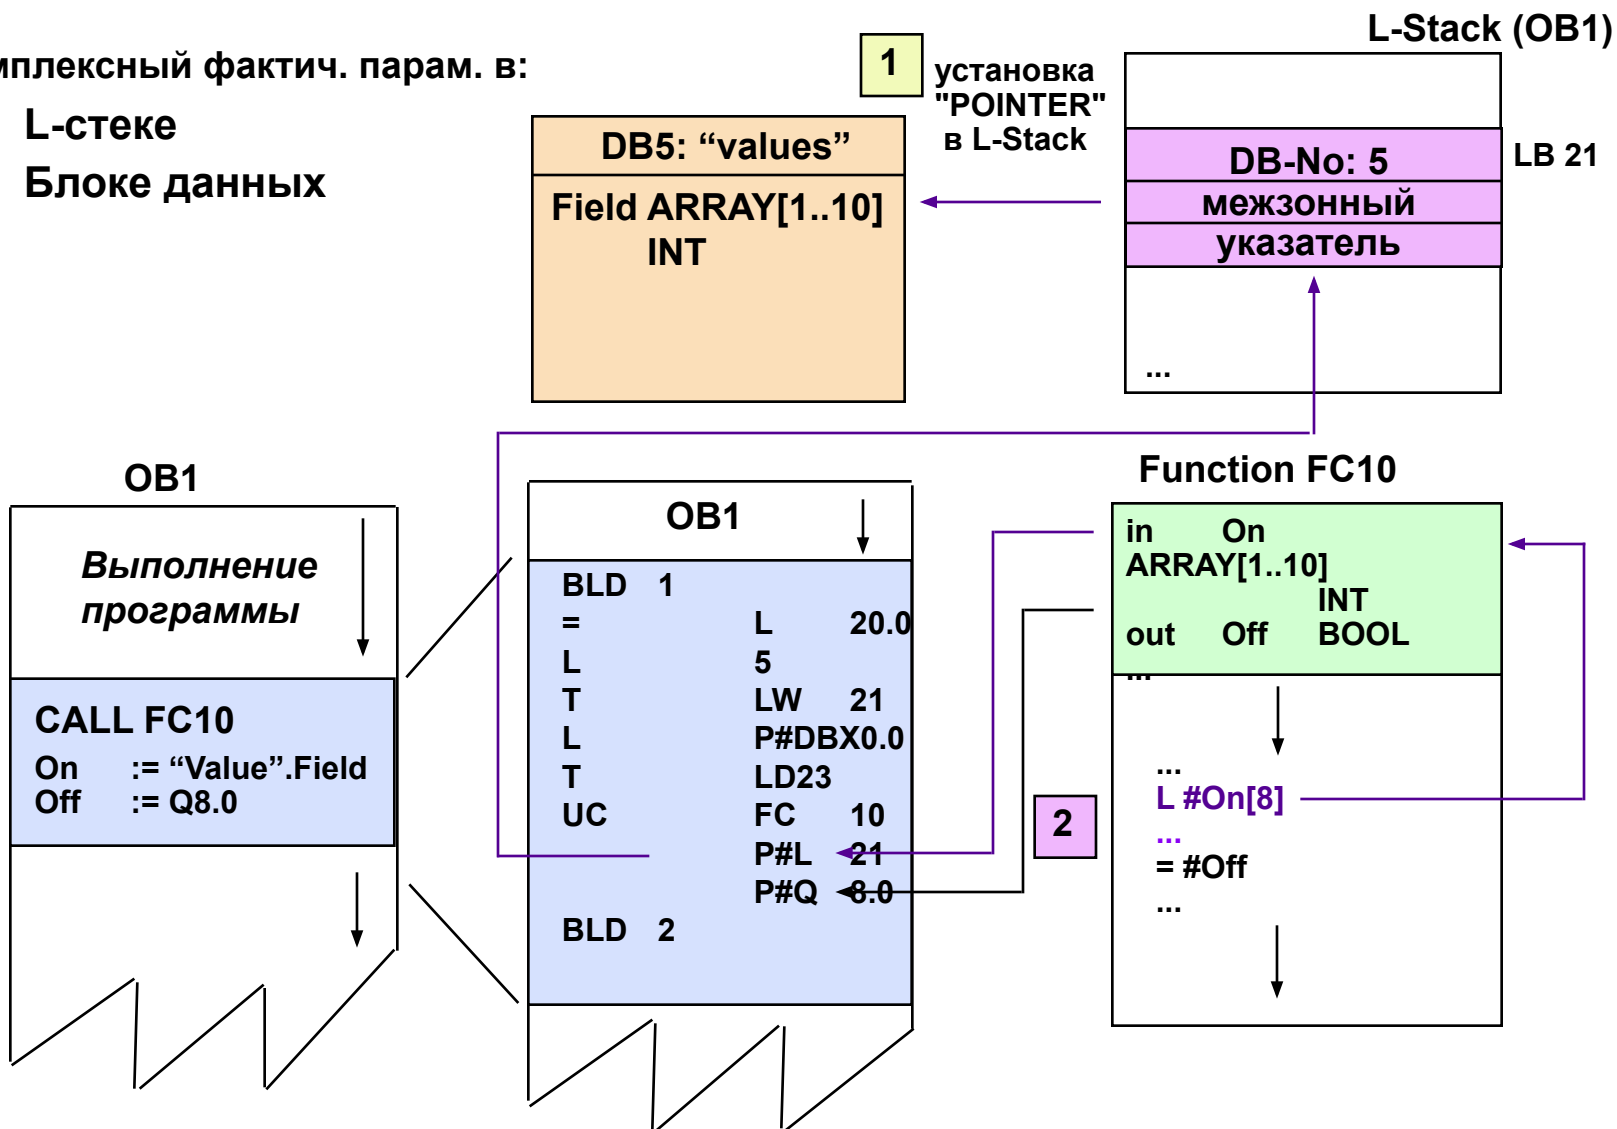 L-Stack (OB1)
мплексный фактич. парам. в:
L-стеке
Блоке данных
1
установка
"POINTER"
в L-Stack
DB5: “values”
Field ARRAY[1..10]
INT
DB-No: 5
межзонный
указатель
LB 21
...
OB1
Выполнение
программы
CALL FC10
On := “Value”.Field
Off := Q8.0
OB1
BLD 1
= L 20.0
L 5
T LW 21
L P#DBX0.0
T LD23
UC FC 10
P#L 21
P#Q 8.0
BLD 2
Function FC10
in On
ARRAY[1..10]
INT
out Off BOOL
...
2
...
L #On[8]
...
= #Off
...